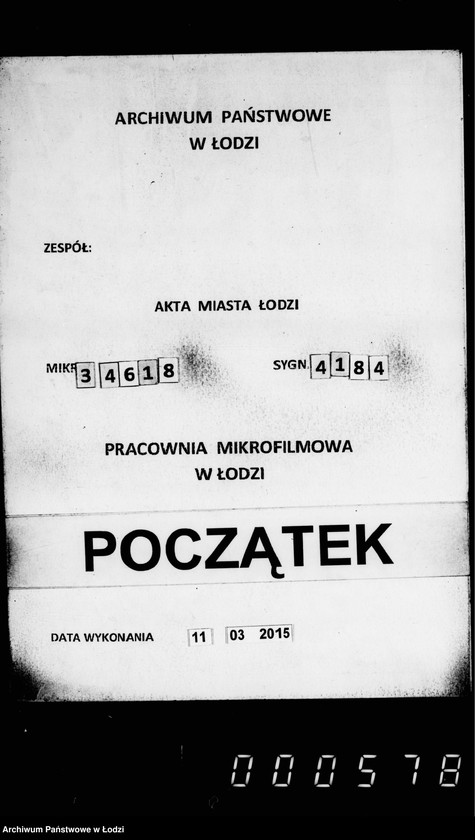 ARCHIWUM PAŃSTWOWE
W ŁODZI
ZESPÓŁ:
AKTA MIASTA ŁODZI
MIKR 34618 SYGN 4184
PRACOWNIA MIKROFILMOWA
W ŁODZI
POCZĄTEK
DATA WYKONANIA 11 03 2015
000578
Archiwum Państwowe w Łodzi